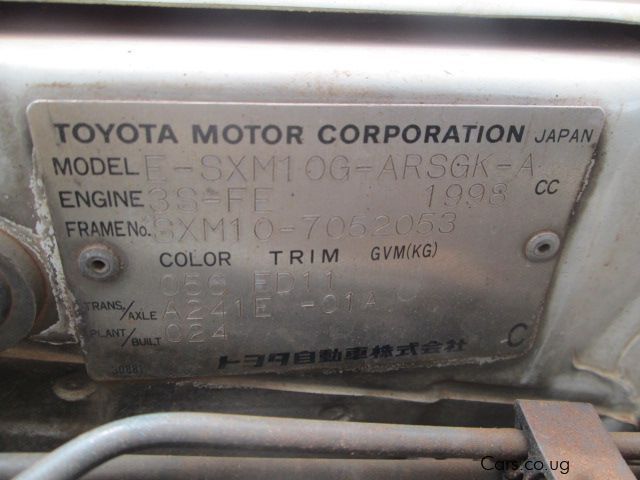 TOYOTA MOTOR CORPORATION JAPAN
MODEL E-SXM10G-ARSGK-A
ENGINE 3S-FE 1998 CC
FRAME No. SXM10-7052053
COLOR TRIM GVM(KG)
056 ED11
TRANS./AXLE A241E -01A
PLANT/BUILT 024
C
トヨタ自動車株式会社
Cars.co.ug